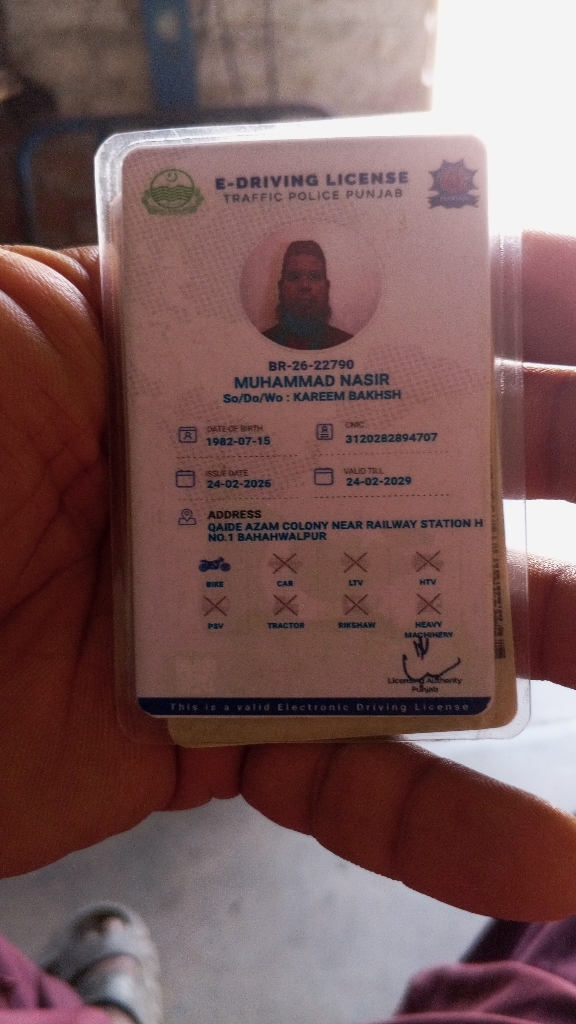 E-DRIVING LICENSE
TRAFFIC POLICE PUNJAB
BR-26-22790
MUHAMMAD NASIR
So/Do/Wo : KAREEM BAKHSH
DATE OF BIRTH
1982-07-15
CNIC
3120282894707
ISSUE DATE
24-02-2026
VALID TILL
24-02-2029
ADDRESS
QAIDE AZAM COLONY NEAR RAILWAY STATION H
NO.1 BAHAHWALPUR
BIKE CAR LTV HTV
PSV TRACTOR RIKSHAW HEAVY
MACHINERY
Licensing Authority
Punjab
This is a valid Electronic Driving License